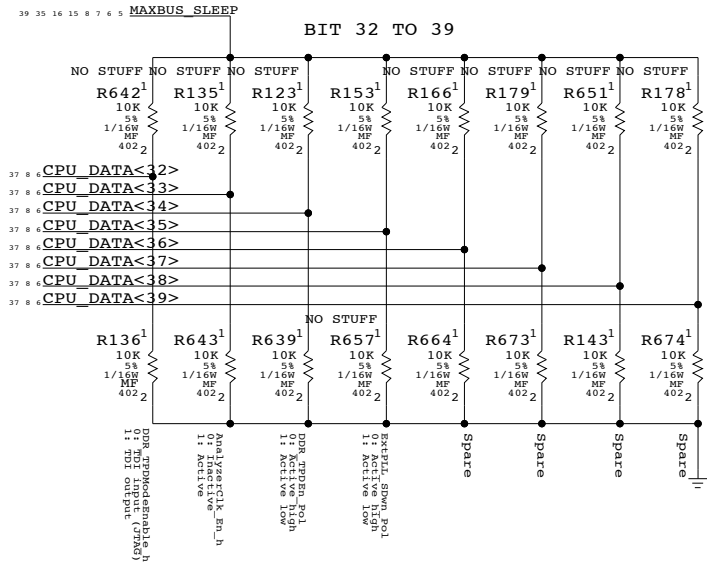 39 35 16 15 8 7 6 5 MAXBUS_SLEEP
BIT 32 TO 39
NO STUFF NO STUFF NO STUFF NO STUFF NO STUFF NO STUFF NO STUFF
R642 1 R135 1 R123 1 R153 1 R166 1 R179 1 R651 1 R178 1
10K 10K 10K 10K 10K 10K 10K 10K
5% 5% 5% 5% 5% 5% 5% 5%
1/16W 1/16W 1/16W 1/16W 1/16W 1/16W 1/16W 1/16W
MF MF MF MF MF MF MF MF
402 2 402 2 402 2 402 2 402 2 402 2 402 2 402 2
37 8 6 CPU_DATA<32>
37 8 6 CPU_DATA<33>
37 8 6 CPU_DATA<34>
37 8 6 CPU_DATA<35>
37 8 6 CPU_DATA<36>
37 8 6 CPU_DATA<37>
37 8 6 CPU_DATA<38>
37 8 6 CPU_DATA<39>
NO STUFF
R136 1 R643 1 R639 1 R657 1 R664 1 R673 1 R143 1 R674 1
10K 10K 10K 10K 10K 10K 10K 10K
5% 5% 5% 5% 5% 5% 5% 5%
1/16W 1/16W 1/16W 1/16W 1/16W 1/16W 1/16W 1/16W
MF MF MF MF MF MF MF MF
402 2 402 2 402 2 402 2 402 2 402 2 402 2 402 2
DDR_TPDModeEnable_h
0: TDI input (JTAG)
1: TDI output
AnalyzerClk_En_h
0: Inactive
1: Active
DDR_TPDEn_Pol
0: Active high
1: Active low
ExtPLL_SDwn_Pol
0: Active high
1: Active low
Spare
Spare
Spare
Spare